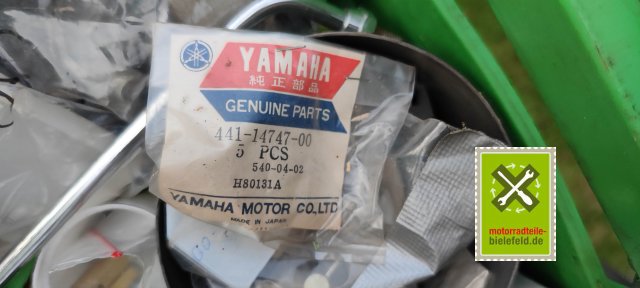 YAMAHA
純正部品
GENUINE PARTS
441-14747-00
5 PCS
540-04-02
H80131A
YAMAHA MOTOR CO.,LTD.
MADE IN JAPAN
motorradteile-
bielefeld.de